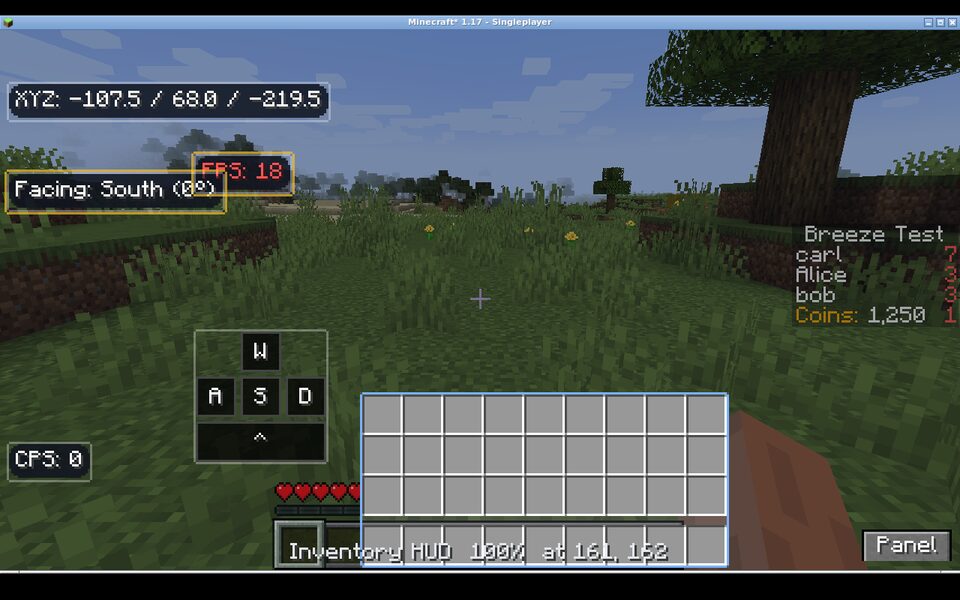 Minecraft* 1.17 - Singleplayer
XYZ: -107.5 / 68.0 / -219.5
FPS: 18
Facing: South (0°)
Breeze Test
carl 7
Alice 3
bob 3
Coins: 1,250 1
W
A S D
^
CPS: 0
Inventory HUD 100% at 161, 162
Panel